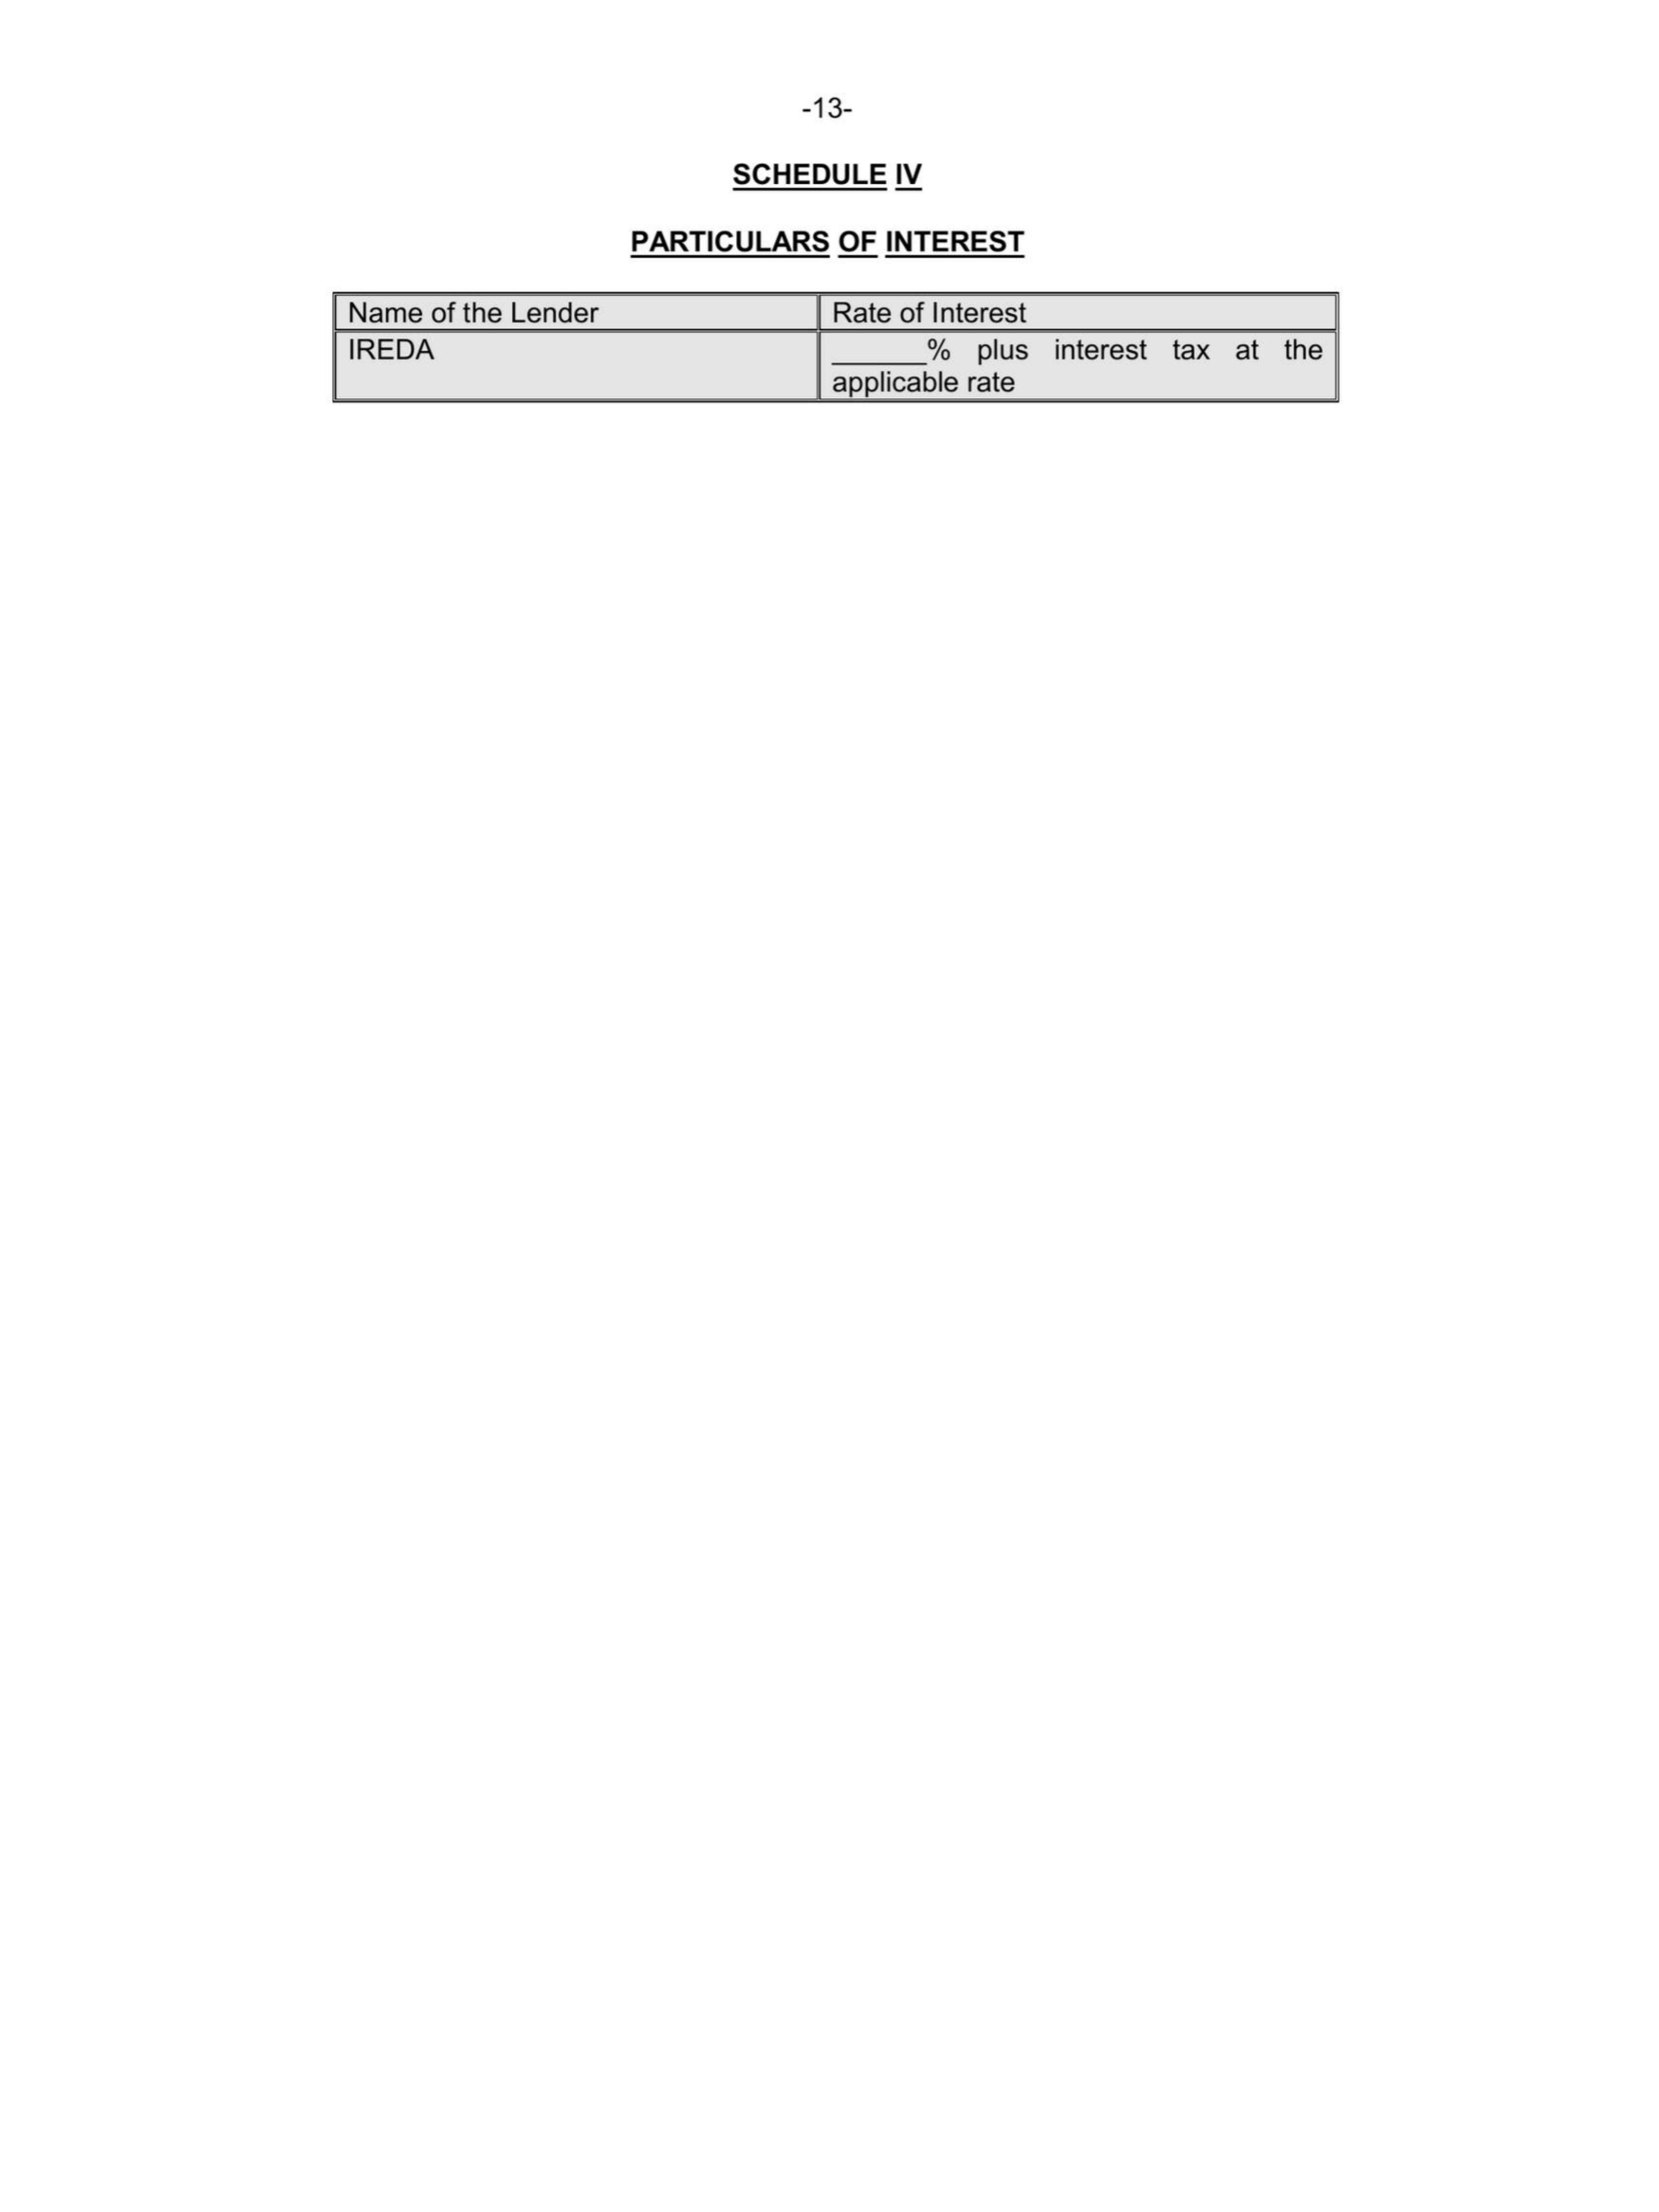 -13-
SCHEDULE IV
PARTICULARS OF INTEREST
Name of the Lender Rate of Interest
IREDA _______% plus interest tax at the
applicable rate